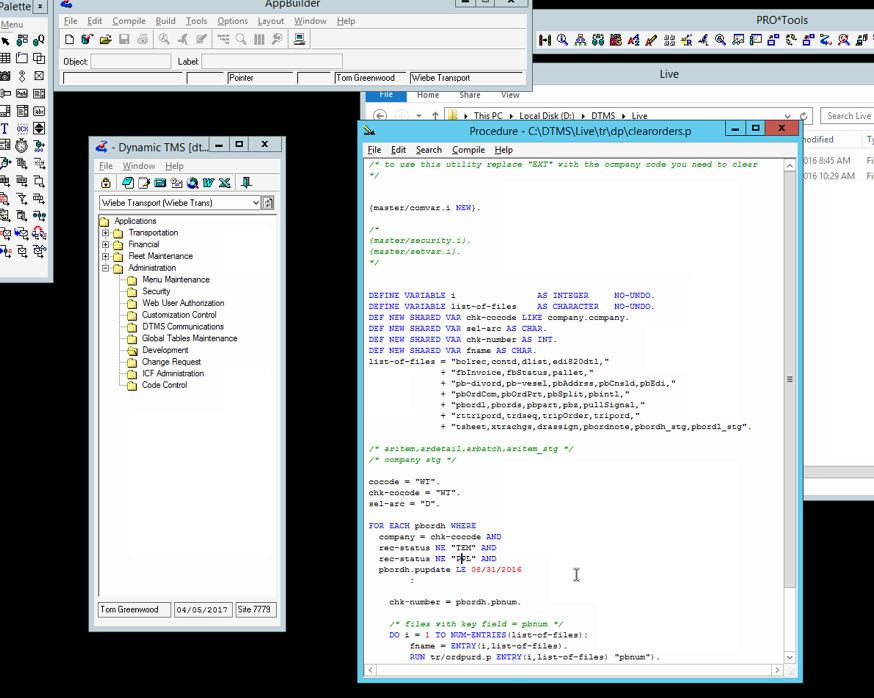 Palette
Menu
AppBuilder
File Edit Compile Build Tools Options Layout Window Help
Object: Label:
Pointer Tom Greenwood Wiebe Transport
PRO*Tools
Live
File Home Share View
This PC Local Disk (D:) DTMS Live
Search Live
016 8:45 AM
016 10:29 AM
- Dynamic TMS [dt...
File Window Help
Wiebe Transport (Wiebe Trans)
Applications
Transportation
Financial
Fleet Maintenance
Administration
Menu Maintenance
Security
Web User Authorization
Customization Control
DTMS Communications
Global Tables Maintenance
Development
Change Request
ICF Administration
Code Control
Tom Greenwood 04/05/2017 Site 7779
Procedure - C:\DTMS\Live\tr\dp\clearorders.p
File Edit Search Compile Help
/* to use this utility replace "EXT" with the ocmpany code you need to clear
*/
{master/comvar.i NEW}.
/*
{master/security.i}.
{master/setvar.i}.
*/
DEFINE VARIABLE i AS INTEGER NO-UNDO.
DEFINE VARIABLE list-of-files AS CHARACTER NO-UNDO.
DEF NEW SHARED VAR chk-cocode LIKE company.company.
DEF NEW SHARED VAR sel-arc AS CHAR.
DEF NEW SHARED VAR chk-number AS INT.
DEF NEW SHARED VAR fname AS CHAR.
list-of-files = "bolrec,contd,dlist,edi820dtl,"
+ "fbInvoice,fbStatus,pallet,"
+ "pb-divord,pb-vesel,pbAddrss,pbCnsld,pbEdi,"
+ "pbOrdCom,pbOrdPrt,pbSplit,pbintl,"
+ "pbordl,pbords,pbpart,pbz,pullSignal,"
+ "rttripord,trdseq,tripOrder,tripord,"
+ "tsheet,xtrachgs,drassign,pbordnote,pbordh_stg,pbordl_stg".
/* aritem,ardetail,arbatch,aritem_stg */
/* company stg */
cocode = "WT".
chk-cocode = "WT".
sel-arc = "D".
FOR EACH pbordh WHERE
company = chk-cocode AND
rec-status NE "TEM" AND
rec-status NE "POL" AND
pbordh.pupdate LE 08/31/2016
:
chk-number = pbordh.pbnum.
/* files with key field = pbnum */
DO i = 1 TO NUM-ENTRIES(list-of-files):
fname = ENTRY(i,list-of-files).
RUN tr/ordpurd.p ENTRY(i,list-of-files) "pbnum").